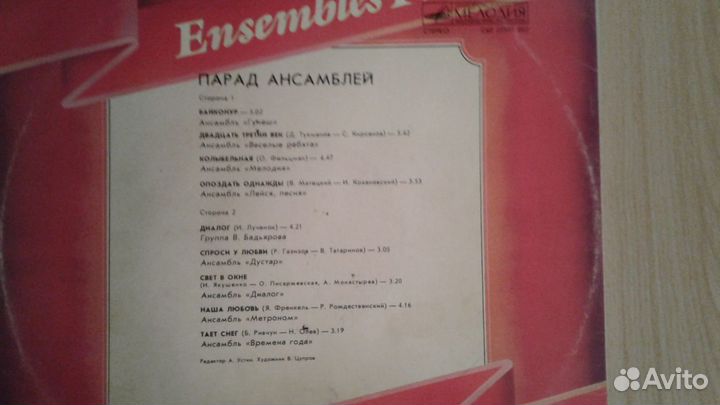 Ensembles
МЕЛОДИЯ
СТЕРЕО
ПАРАД АНСАМБЛЕЙ
Сторона 1
БАЙКОНУР — 3.02
Ансамбль «Гунеш»
ДВАДЦАТЬ ТРЕТИЙ ВЕК (Д. Тухманов — С. Кирсанов) — 3.42
Ансамбль «Веселые ребята»
КОЛЫБЕЛЬНАЯ (О. Фельцман) — 4.47
Ансамбль «Мелодия»
ОПОЗДАТЬ ОДНАЖДЫ (В. Матецкий — И. Кохановский) — 3.53
Ансамбль «Лейся, песня»
Сторона 2
ДИАЛОГ (И. Лученок) — 4.21
Группа В. Бадьярова
СПРОСИ У ЛЮБВИ (Р. Газизов — В. Татаринов) — 3.05
Ансамбль «Дустар»
СВЕТ В ОКНЕ
(И. Якушенко — О. Писаржевская, А. Монастырев) — 3.20
Ансамбль «Диалог»
НАША ЛЮБОВЬ (Я. Френкель — Р. Рождественский) — 4.16
Ансамбль «Метроном»
ТАЕТ СНЕГ (Б. Ривчун — Н. Олев) — 3.19
Ансамбль «Времена года»
Редактор А. Устин. Художник В. Цупров
Avito